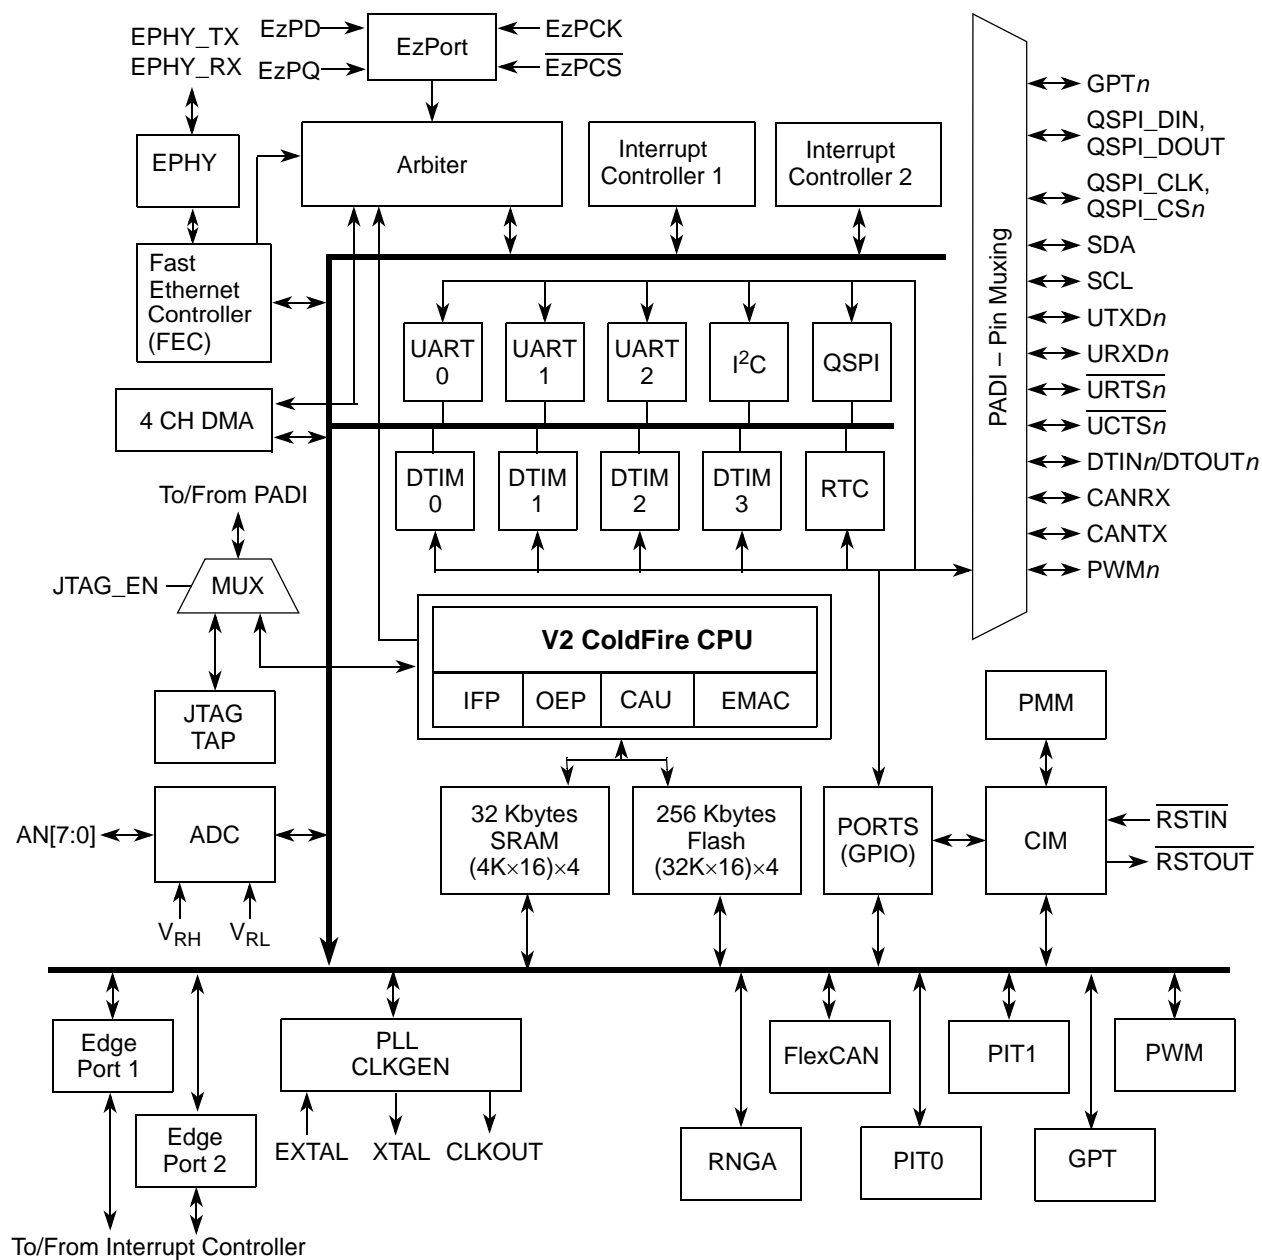 EPHY_TX
EPHY_RX
EzPD
EzPQ
EzPort
EzPCK
EzPCS
EPHY
Arbiter
Interrupt
Controller 1
Interrupt
Controller 2
Fast
Ethernet
Controller
(FEC)
4 CH DMA
UART
0
UART
1
UART
2
I²C
QSPI
DTIM
0
DTIM
1
DTIM
2
DTIM
3
RTC
PADI – Pin Muxing
GPTn
QSPI_DIN,
QSPI_DOUT
QSPI_CLK,
QSPI_CSn
SDA
SCL
UTXDn
URXDn
URTSn
UCTSn
DTINn/DTOUTn
CANRX
CANTX
PWMn
To/From PADI
JTAG_EN
MUX
JTAG
TAP
V2 ColdFire CPU
IFP
OEP
CAU
EMAC
PMM
AN[7:0]
ADC
VRH
VRL
32 Kbytes
SRAM
(4K×16)×4
256 Kbytes
Flash
(32K×16)×4
PORTS
(GPIO)
CIM
RSTIN
RSTOUT
Edge
Port 1
Edge
Port 2
PLL
CLKGEN
EXTAL
XTAL
CLKOUT
RNGA
FlexCAN
PIT0
PIT1
GPT
PWM
To/From Interrupt Controller